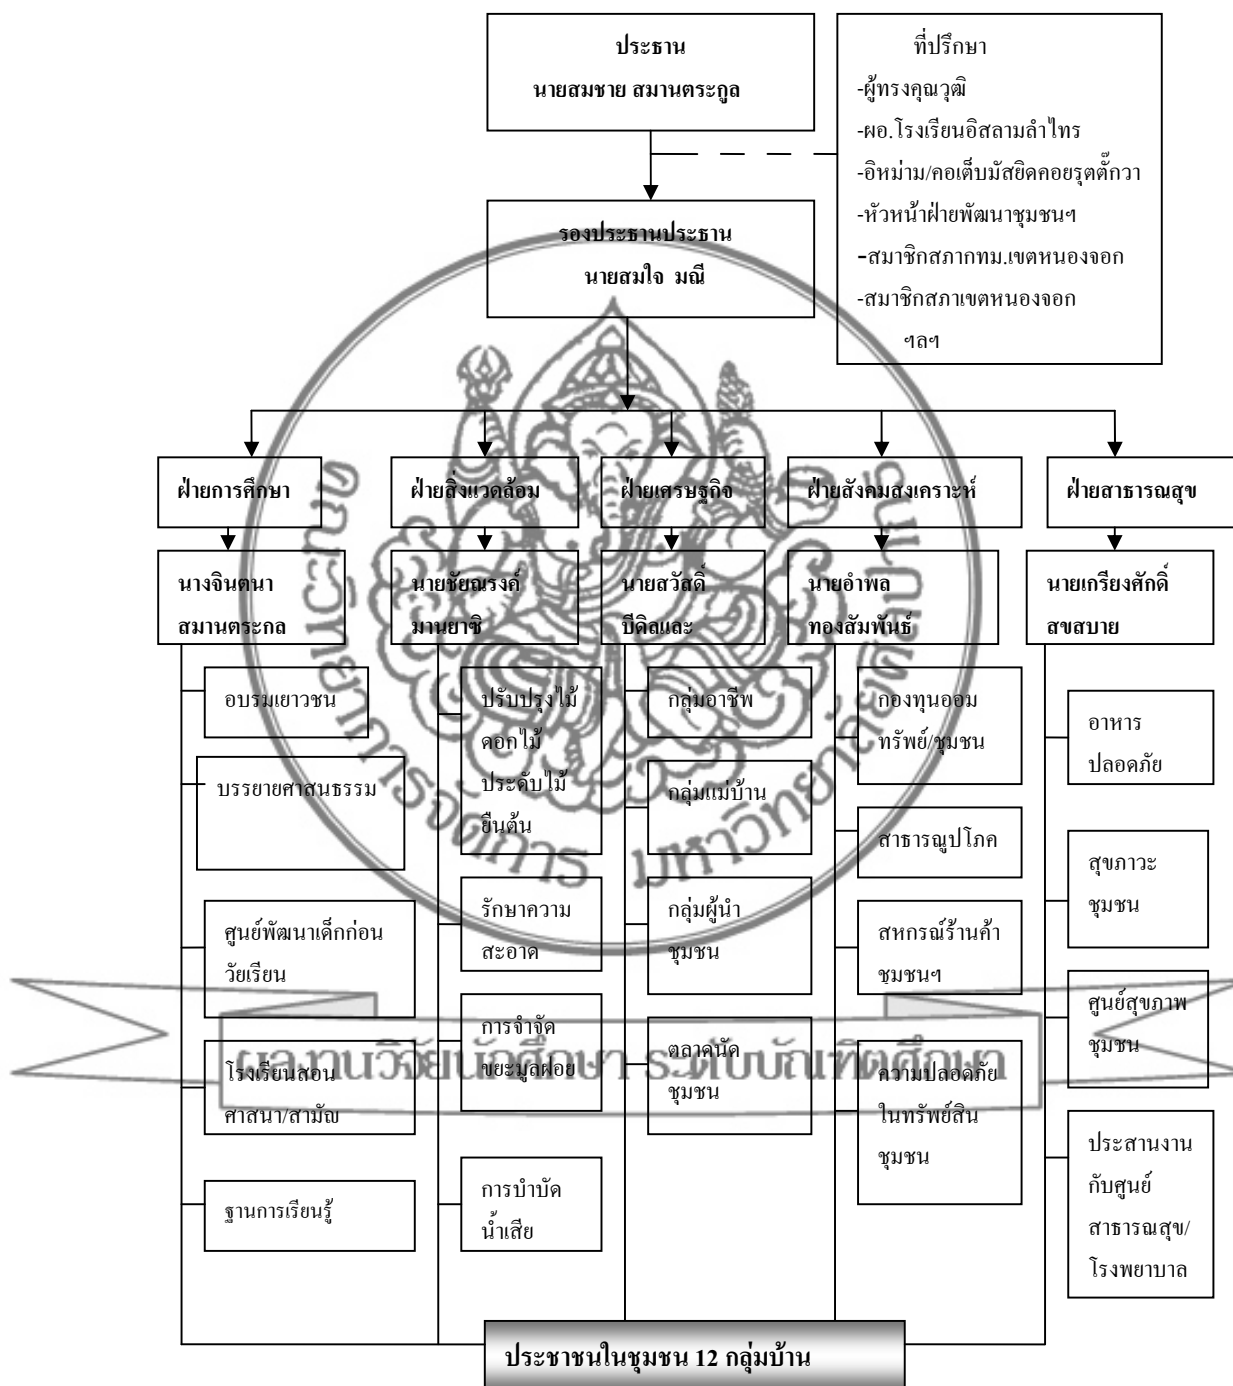 ประธาน
นายสมชาย สมานตระกูล
ที่ปรึกษา
-ผู้ทรงคุณวุฒิ
-ผอ.โรงเรียนอิสลามลำไทร
-อิหม่าม/คอเต็บมัสยิดคอยรุตตั๊กวา
-หัวหน้าฝ่ายพัฒนาชุมชนฯ
-สมาชิกสภากทม.เขตหนองจอก
-สมาชิกสภาเขตหนองจอก
ฯลฯ
รองประธานประธาน
นายสมใจ มณี
ฝ่ายการศึกษา
ฝ่ายสิ่งแวดล้อม
ฝ่ายเศรษฐกิจ
ฝ่ายสังคมสงเคราะห์
ฝ่ายสาธารณสุข
นางจินตนา
สมานตระกล
นายชัยณรงค์
มานยาซิ
นายสวัสดิ์
บีดิลและ
นายอำพล
ทองสัมพันธ์
นายเกรียงศักดิ์
สขสบาย
อบรมเยาวชน
บรรยายศาสนธรรม
ศูนย์พัฒนาเด็กก่อน
วัยเรียน
โรงเรียนสอน
ศาสนา/สามัญ
ฐานการเรียนรู้
ปรับปรุงไม้
ดอกไม้
ประดับไม้
ยืนต้น
รักษาความ
สะอาด
การจำจัด
ขยะมูลฝอย
การบำบัด
น้ำเสีย
กลุ่มอาชีพ
กลุ่มแม่บ้าน
กลุ่มผู้นำ
ชุมชน
ตลาดนัด
ชุมชน
กองทุนออม
ทรัพย์/ชุมชน
สาธารณูปโภค
สหกรณ์ร้านค้า
ชุมชนฯ
ความปลอดภัย
ในทรัพย์สิน
ชุมชน
อาหาร
ปลอดภัย
สุขภาวะ
ชุมชน
ศูนย์สุขภาพ
ชุมชน
ประสานงาน
กับศูนย์
สาธารณสุข/
โรงพยาบาล
ประชาชนในชุมชน 12 กลุ่มบ้าน
มหาวิทยาลัย
ผลงานวิจัยนักศึกษา ระดับบัณฑิตศึกษา